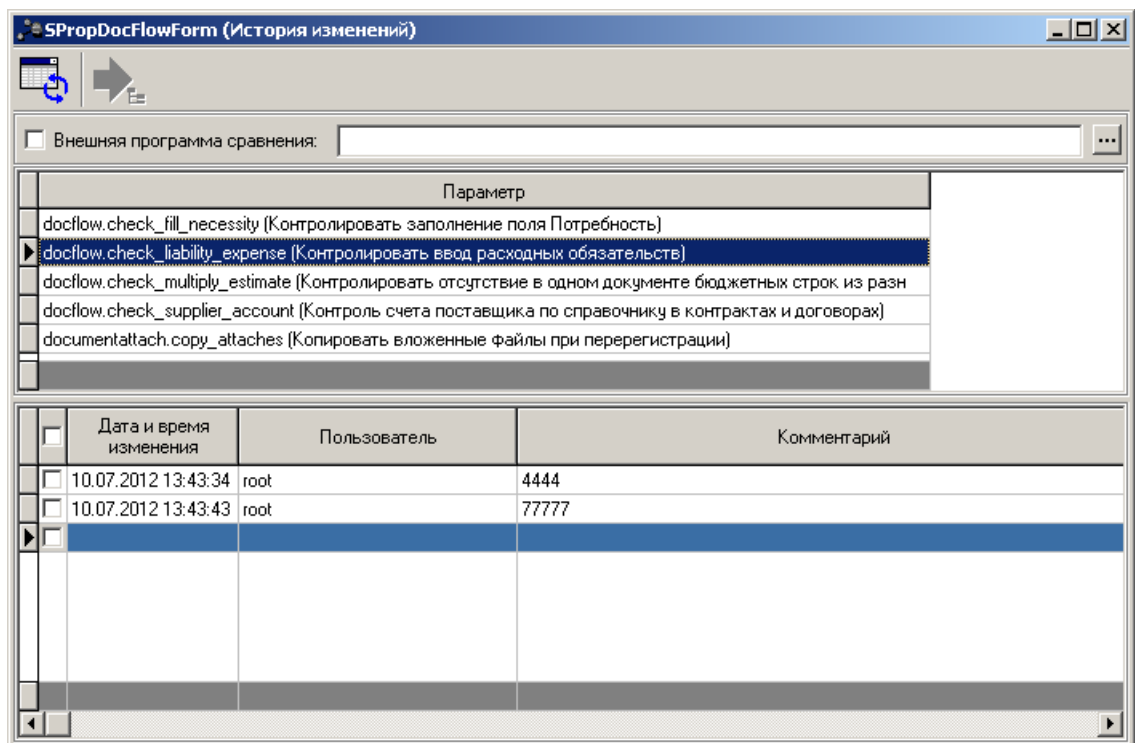 SPropDocFlowForm (История изменений)
Внешняя программа сравнения:
...
Параметр
docflow.check_fill_necessity (Контролировать заполнение поля Потребность)
docflow.check_liability_expense (Контролировать ввод расходных обязательств)
docflow.check_multiply_estimate (Контролировать отсутствие в одном документе бюджетных строк из разн
docflow.check_supplier_account (Контроль счета поставщика по справочнику в контрактах и договорах)
documentattach.copy_attaches (Копировать вложенные файлы при перерегистрации)
Дата и время
изменения
Пользователь
Комментарий
10.07.2012 13:43:34 root 4444
10.07.2012 13:43:43 root 77777